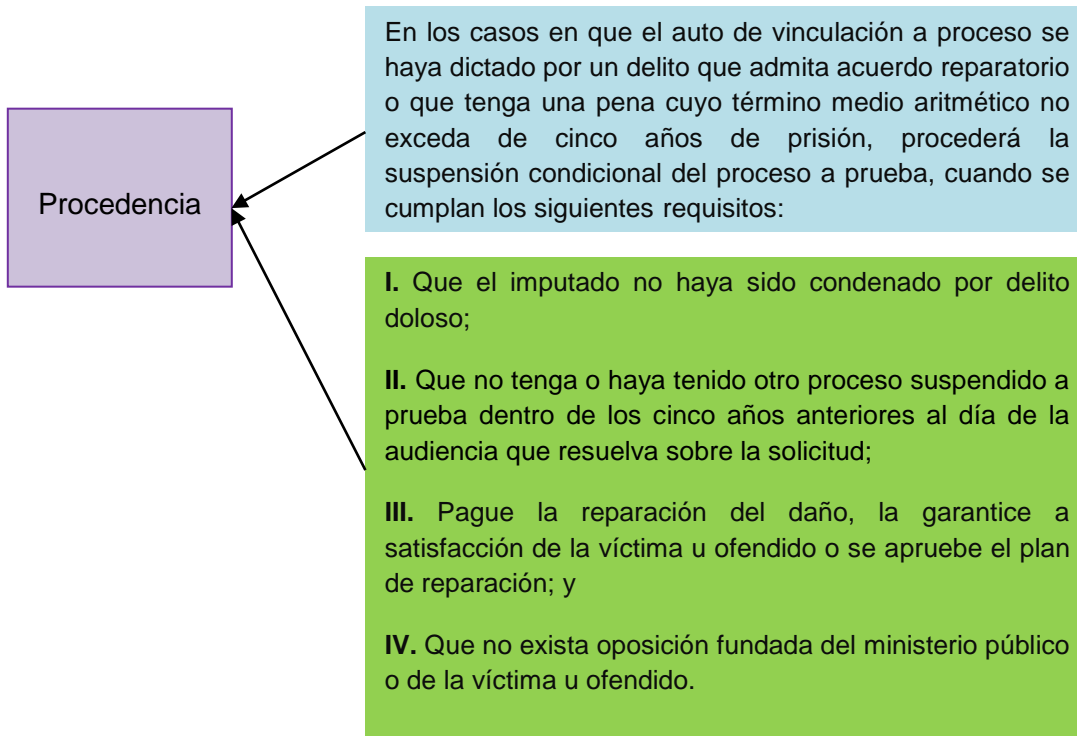 Procedencia
En los casos en que el auto de vinculación a proceso se
haya dictado por un delito que admita acuerdo reparatorio
o que tenga una pena cuyo término medio aritmético no
exceda de cinco años de prisión, procederá la
suspensión condicional del proceso a prueba, cuando se
cumplan los siguientes requisitos:
I. Que el imputado no haya sido condenado por delito
doloso;
II. Que no tenga o haya tenido otro proceso suspendido a
prueba dentro de los cinco años anteriores al día de la
audiencia que resuelva sobre la solicitud;
III. Pague la reparación del daño, la garantice a
satisfacción de la víctima u ofendido o se apruebe el plan
de reparación; y
IV. Que no exista oposición fundada del ministerio público
o de la víctima u ofendido.